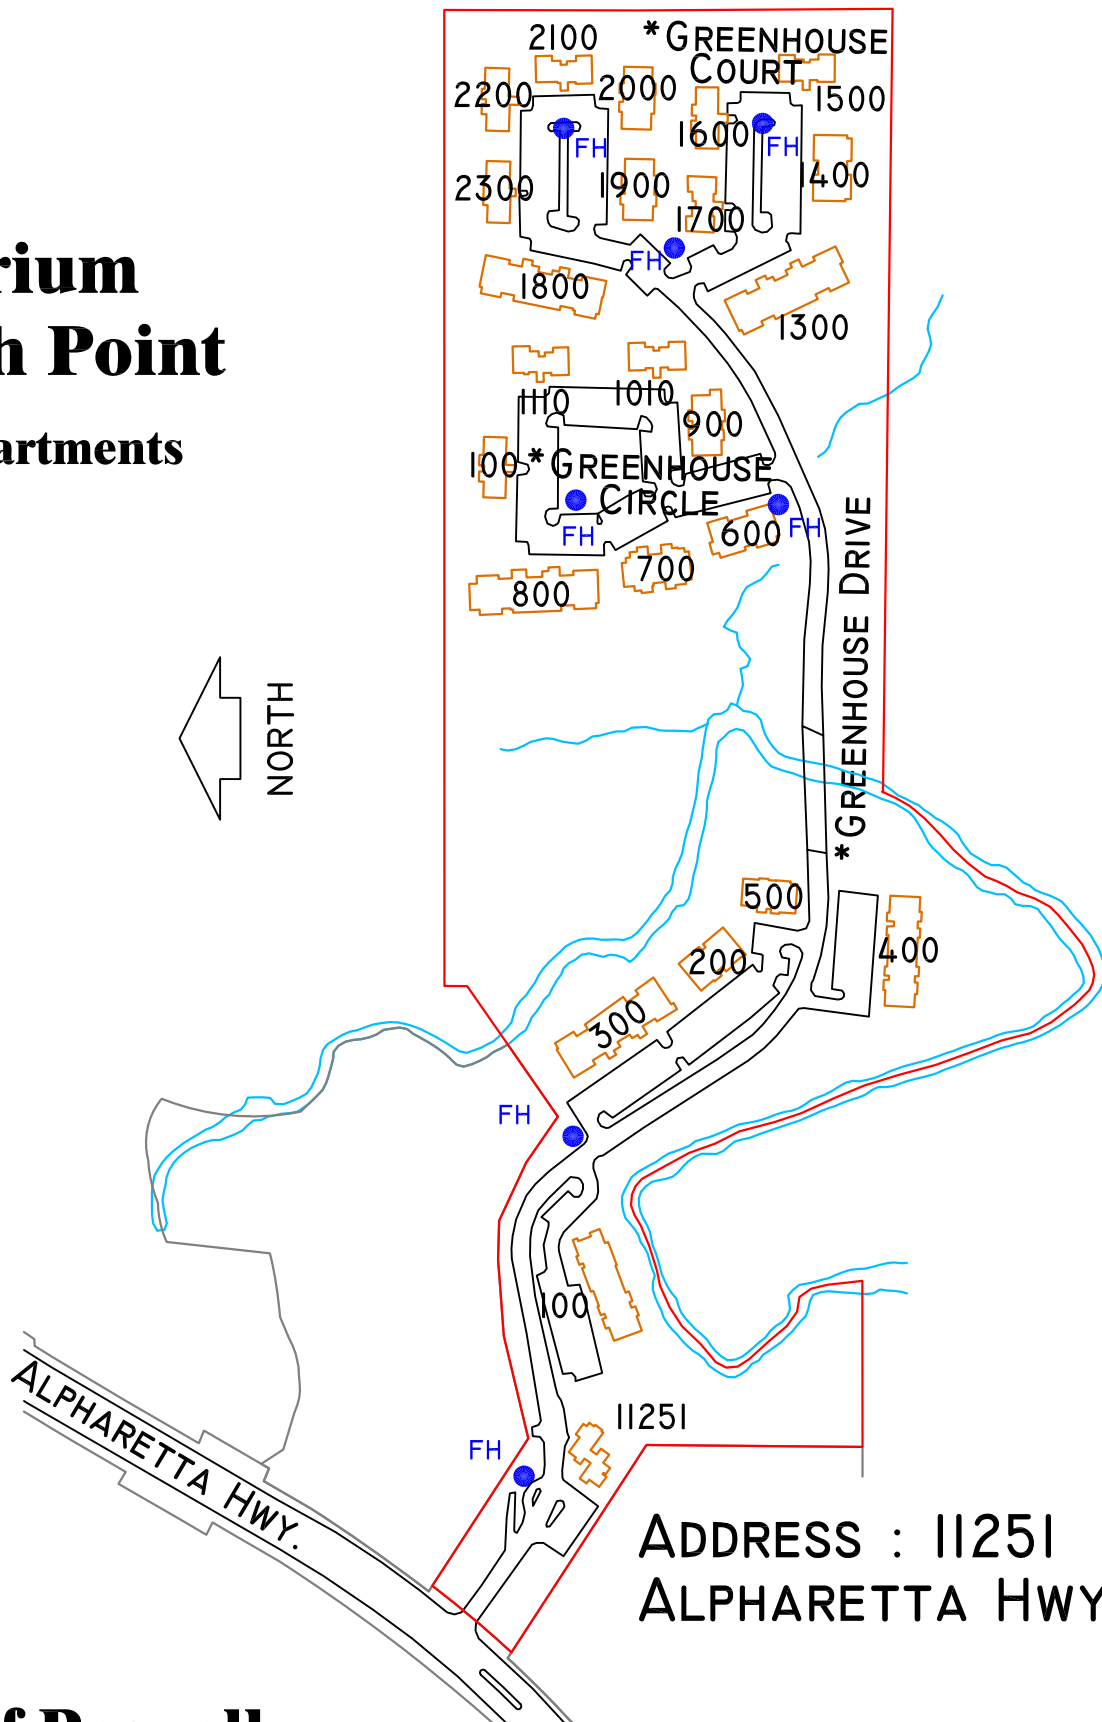 2100
*GREENHOUSE
COURT
2200
2000
1500
1600
FH
FH
1400
2300
1900
1700
FH
1800
1300
rium
h Point
artments
1110
1010
900
100
*GREENHOUSE
CIRCLE
FH
600
FH
700
800
*GREENHOUSE DRIVE
NORTH
500
200
400
300
FH
100
11251
FH
ALPHARETTA HWY.
ADDRESS : 11251
ALPHARETTA HWY